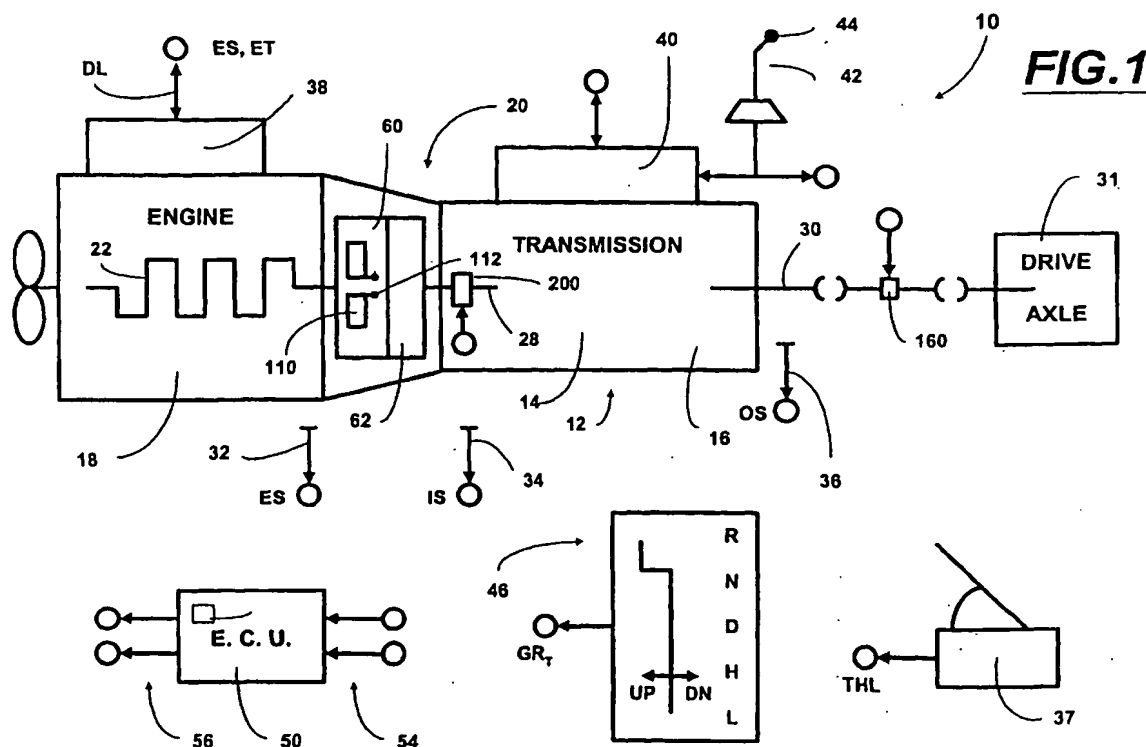 FIG.1
10
44
42
ES, ET
DL
38
20
60
40
31
ENGINE
TRANSMISSION
30
DRIVE
AXLE
22
112
200
28
110
160
14
62
12
16
OS
36
18
32
ES
34
IS
46
R
N
D
H
L
GR_T
UP
DN
E. C. U.
THL
37
56
50
54